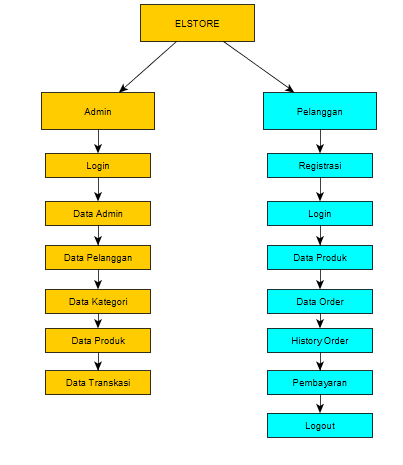 ELSTORE
Admin
Login
Data Admin
Data Pelanggan
Data Kategori
Data Produk
Data Transkasi
Pelanggan
Registrasi
Login
Data Produk
Data Order
History Order
Pembayaran
Logout